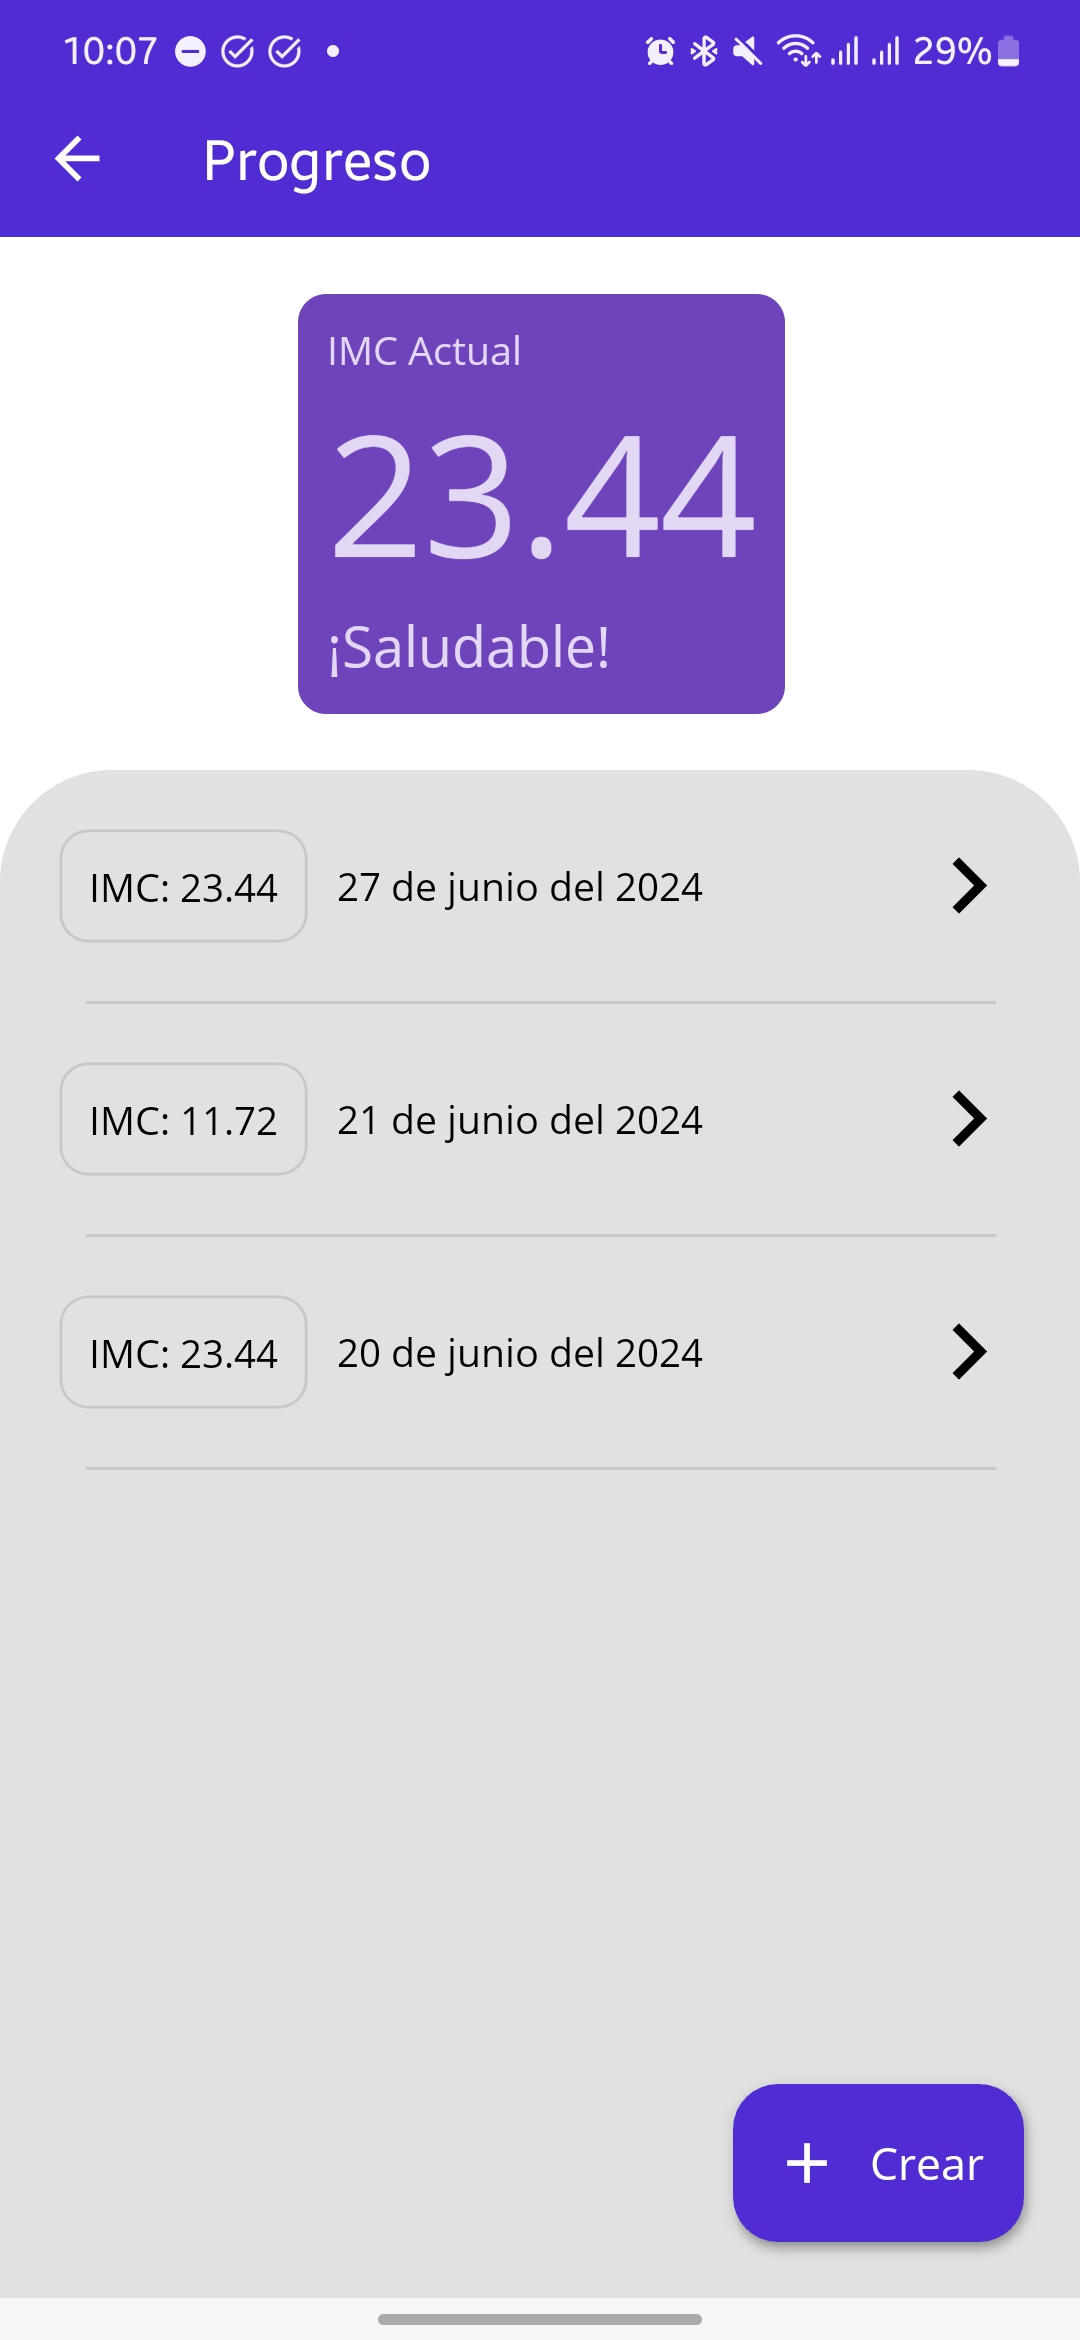 10:07
29%
Progreso
IMC Actual
23.44
¡Saludable!
IMC: 23.44 27 de junio del 2024
IMC: 11.72 21 de junio del 2024
IMC: 23.44 20 de junio del 2024
+ Crear